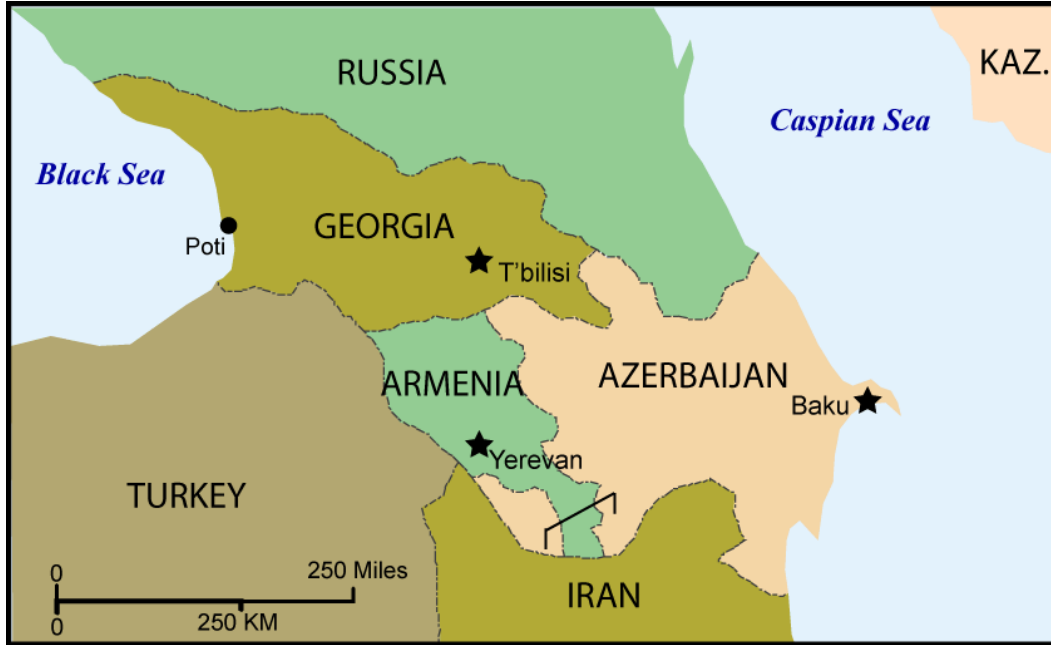 RUSSIA
KAZ.
Caspian Sea
Black Sea
GEORGIA
Poti
T'bilisi
ARMENIA
AZERBAIJAN
Baku
Yerevan
TURKEY
IRAN
0
250 Miles
250 KM
0